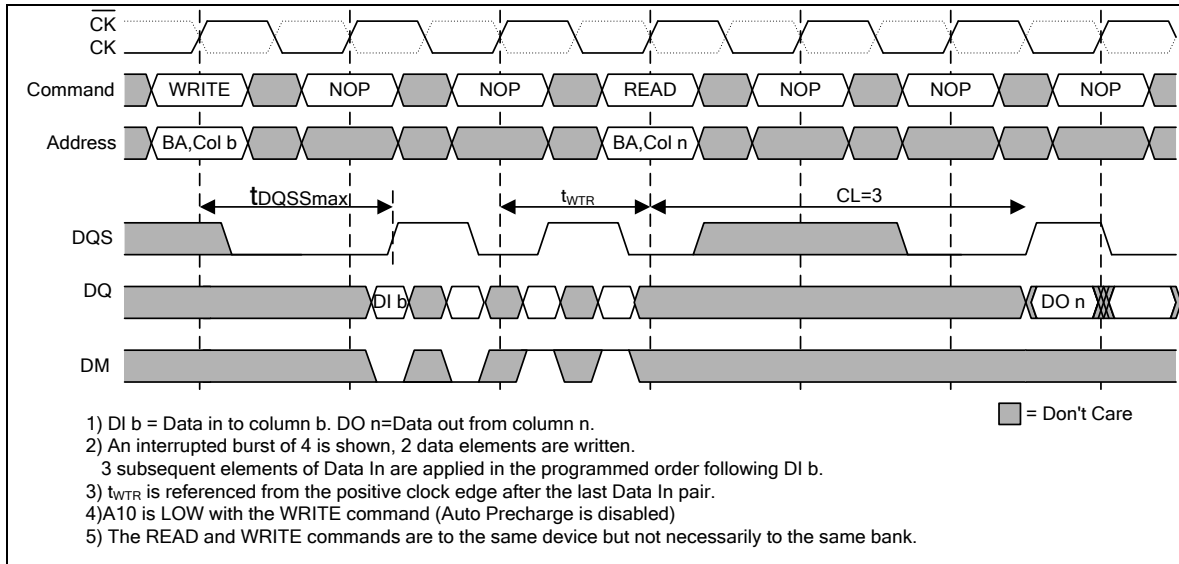 CK
CK
Command WRITE NOP NOP READ NOP NOP NOP
Address BA,Col b BA,Col n
tDQSSmax tWTR CL=3
DQS
DQ DI b DO n
DM
= Don't Care
1) DI b = Data in to column b. DO n=Data out from column n.
2) An interrupted burst of 4 is shown, 2 data elements are written.
3 subsequent elements of Data In are applied in the programmed order following DI b.
3) tWTR is referenced from the positive clock edge after the last Data In pair.
4)A10 is LOW with the WRITE command (Auto Precharge is disabled)
5) The READ and WRITE commands are to the same device but not necessarily to the same bank.